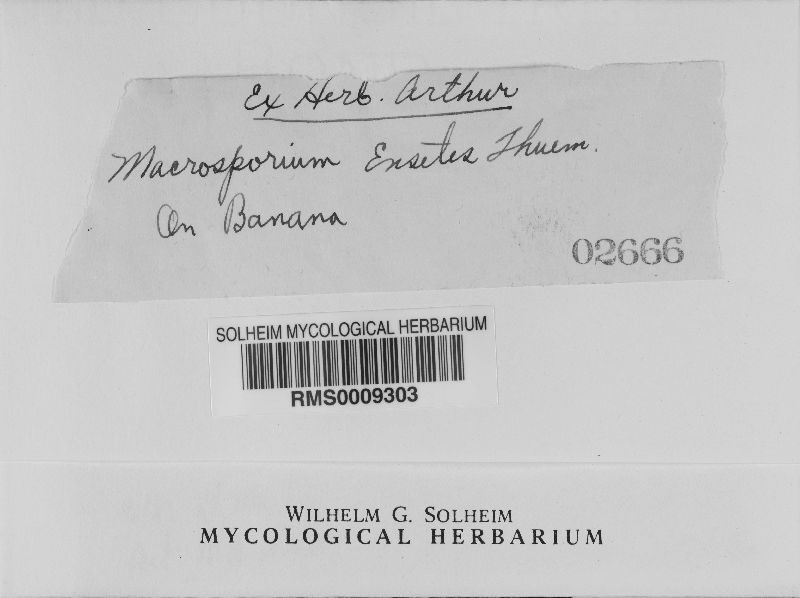 Ex Herb. Arthur
Macrosporium Ensetes Thuem.
On Banana
02666
SOLHEIM MYCOLOGICAL HERBARIUM
RMS0009303
WILHELM G. SOLHEIM
MYCOLOGICAL HERBARIUM